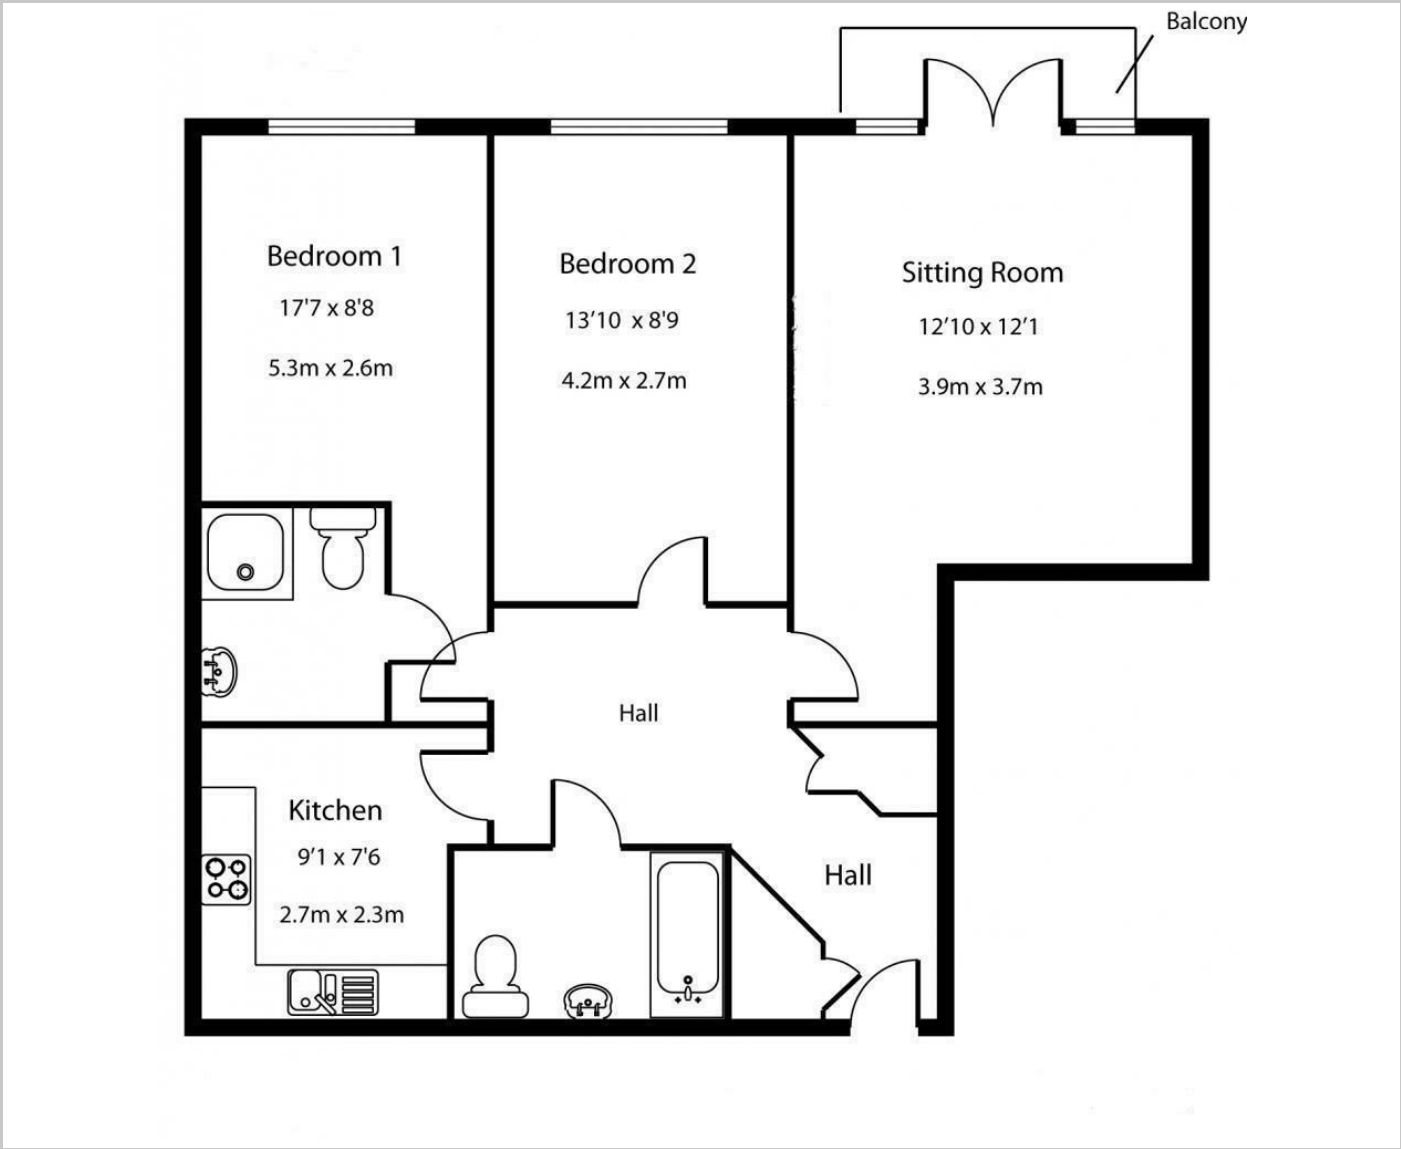 Balcony
Bedroom 1
17'7 x 8'8
5.3m x 2.6m
Bedroom 2
13’10  x 8'9
4.2m x 2.7m
Sitting Room
12’10 x 12’1
3.9m x 3.7m
Hall
Kitchen
9’1 x 7'6
2.7m x 2.3m
Hall